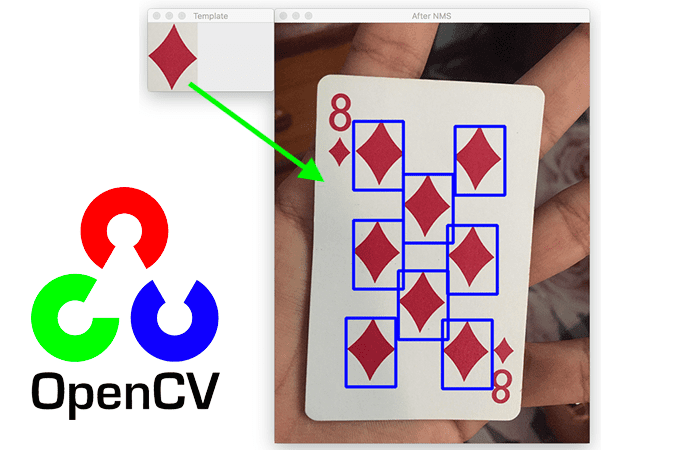 Template
After NMS
8
8
OpenCV